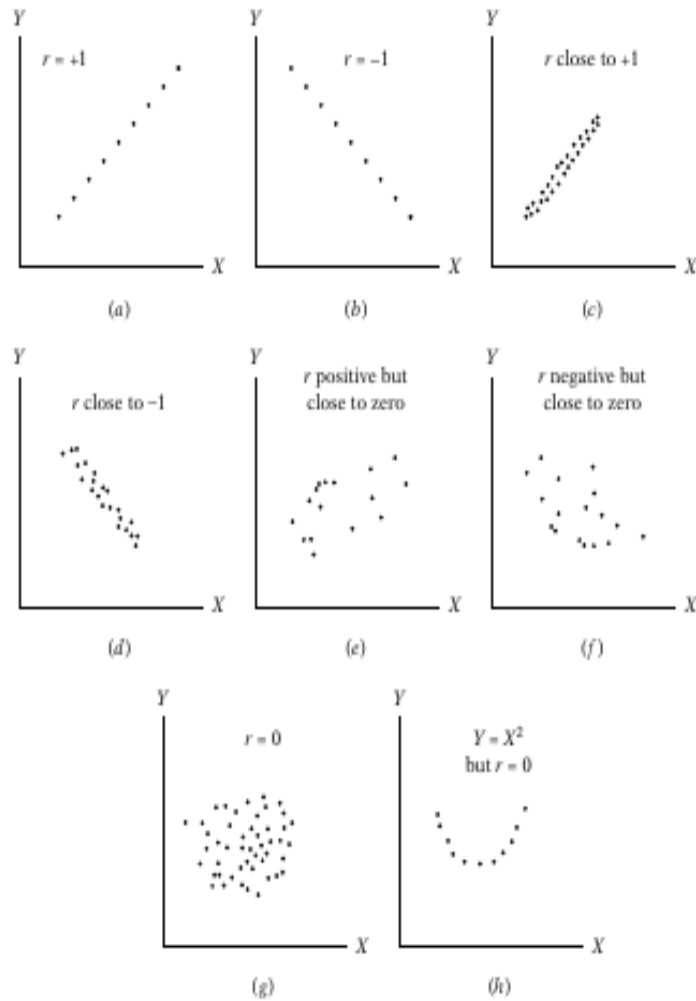 Y
Y
Y
r = +1
r = –1
r close to +1
X
X
X
(a)
(b)
(c)
Y
Y
Y
r close to –1
r positive but
close to zero
r negative but
close to zero
X
X
X
(d)
(e)
(f)
Y
Y
r = 0
Y = X²
but r = 0
X
X
(g)
(h)